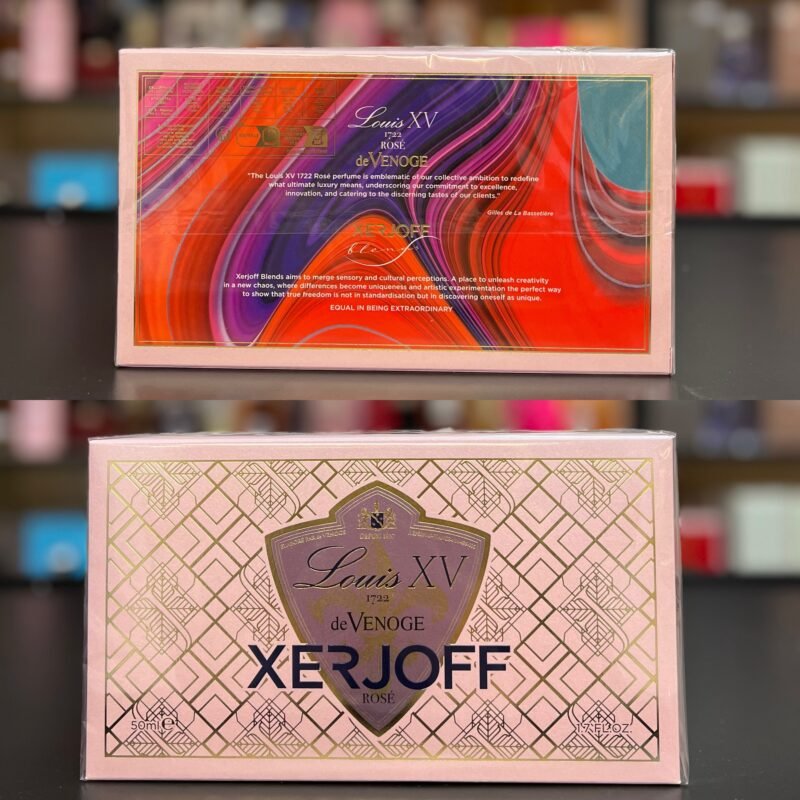 Louis XV
1722
ROSÉ
de VENOGE
"The Louis XV 1722 Rosé perfume is emblematic of our collective ambition to redefine
what ultimate luxury means, underscoring our commitment to excellence,
innovation, and catering to the discerning tastes of our clients."
Gilles de La Bassetière
XERJOFF
blends
Xerjoff Blends aims to merge sensory and cultural perceptions. A place to unleash creativity
in a new chaos, where differences become uniqueness and artistic experimentation the perfect way
to show that true freedom is not in standardisation but in discovering oneself as unique.
EQUAL IN BEING EXTRAORDINARY
Louis XV
1722
de VENOGE
XERJOFF
ROSÉ
50ml e
1.7 FL.OZ.